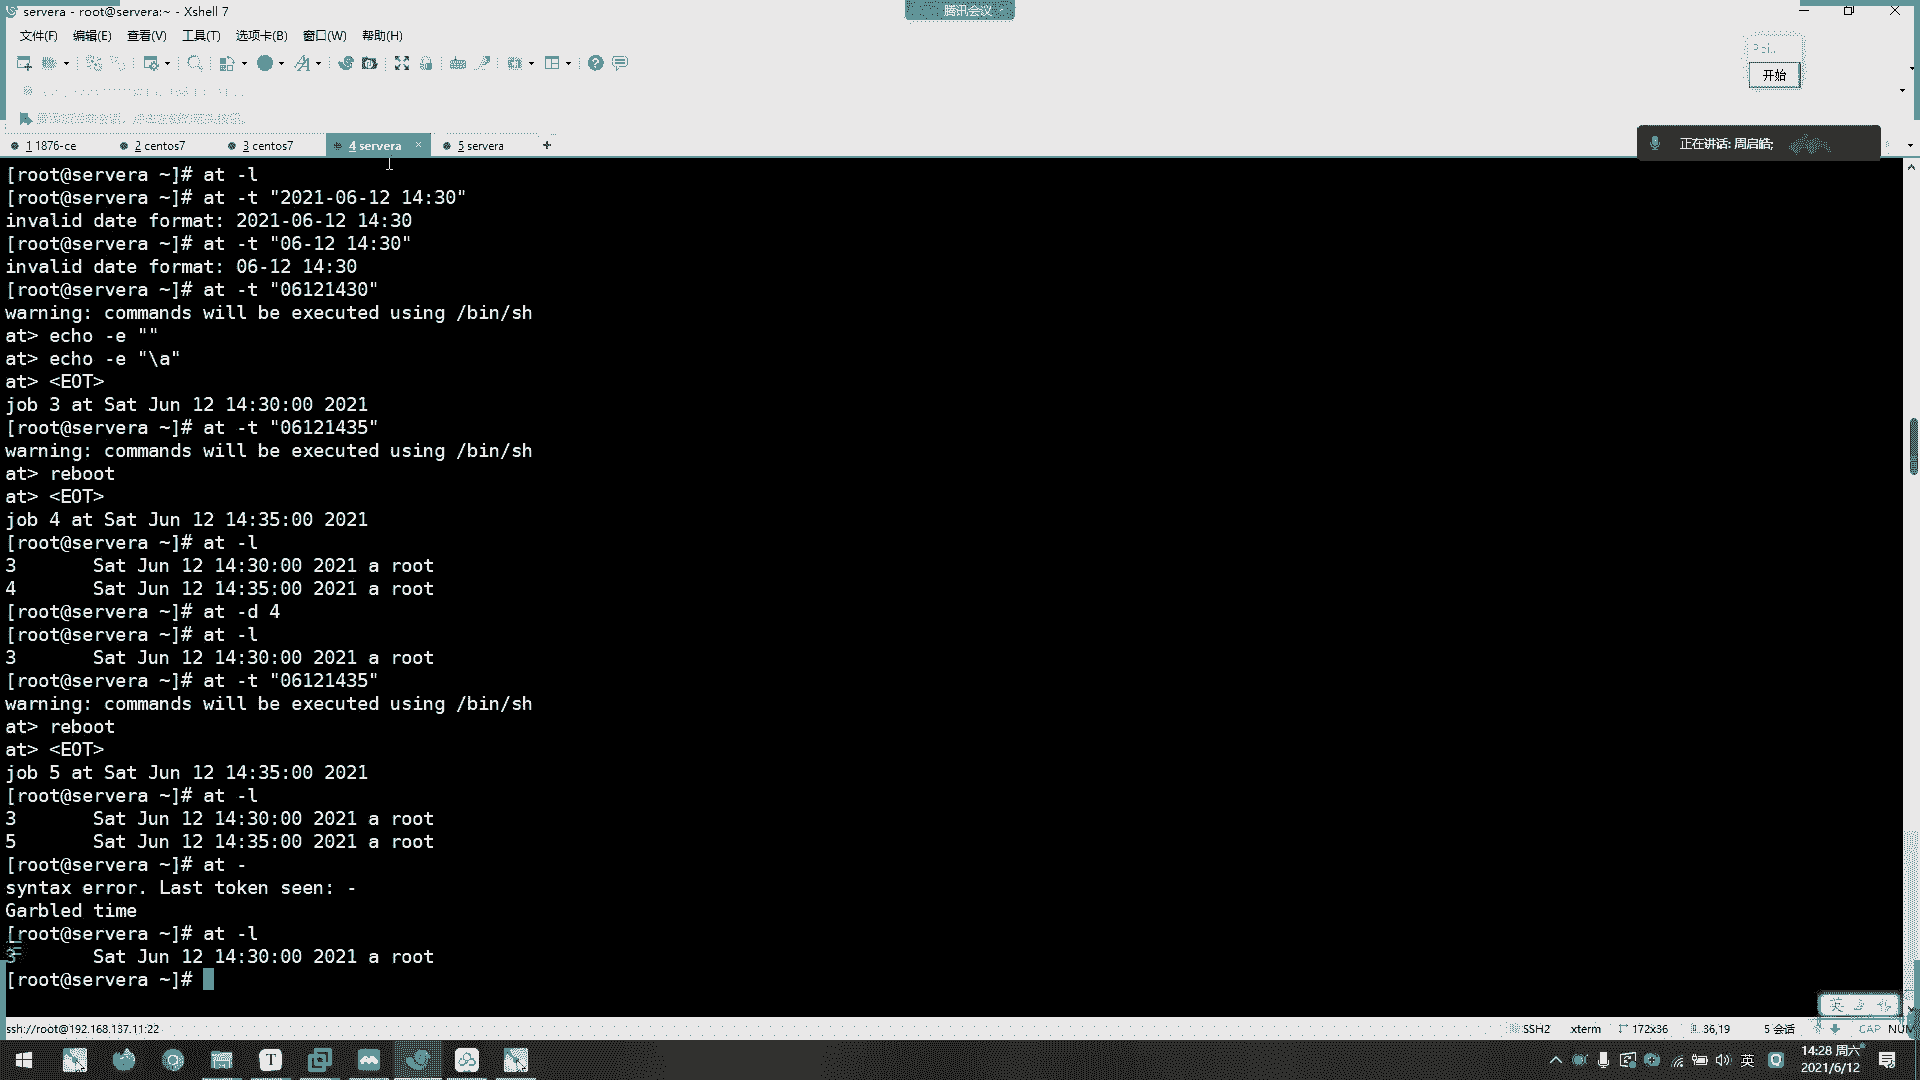 servera - root@servera:~ - Xshell 7
腾讯会议
文件(F) 编辑(E) 查看(V) 工具(T) 选项卡(B) 窗口(W) 帮助(H)
开始
1 1876-ce 2 centos7 3 centos7 4 servera × 5 servera +
正在讲话: 周启皓;
[root@servera ~]# at -l
[root@servera ~]# at -t "2021-06-12 14:30"
invalid date format: 2021-06-12 14:30
[root@servera ~]# at -t "06-12 14:30"
invalid date format: 06-12 14:30
[root@servera ~]# at -t "06121430"
warning: commands will be executed using /bin/sh
at> echo -e ""
at> echo -e "\a"
at> <EOT>
job 3 at Sat Jun 12 14:30:00 2021
[root@servera ~]# at -t "06121435"
warning: commands will be executed using /bin/sh
at> reboot
at> <EOT>
job 4 at Sat Jun 12 14:35:00 2021
[root@servera ~]# at -l
3 Sat Jun 12 14:30:00 2021 a root
4 Sat Jun 12 14:35:00 2021 a root
[root@servera ~]# at -d 4
[root@servera ~]# at -l
3 Sat Jun 12 14:30:00 2021 a root
[root@servera ~]# at -t "06121435"
warning: commands will be executed using /bin/sh
at> reboot
at> <EOT>
job 5 at Sat Jun 12 14:35:00 2021
[root@servera ~]# at -l
3 Sat Jun 12 14:30:00 2021 a root
5 Sat Jun 12 14:35:00 2021 a root
[root@servera ~]# at -
syntax error. Last token seen: -
Garbled time
[root@servera ~]# at -l
3 Sat Jun 12 14:30:00 2021 a root
[root@servera ~]#
英
ssh://root@192.168.137.11:22 SSH2 xterm 172x36 36,19 5 会话 CAP NUM
英 14:28 周六
2021/6/12